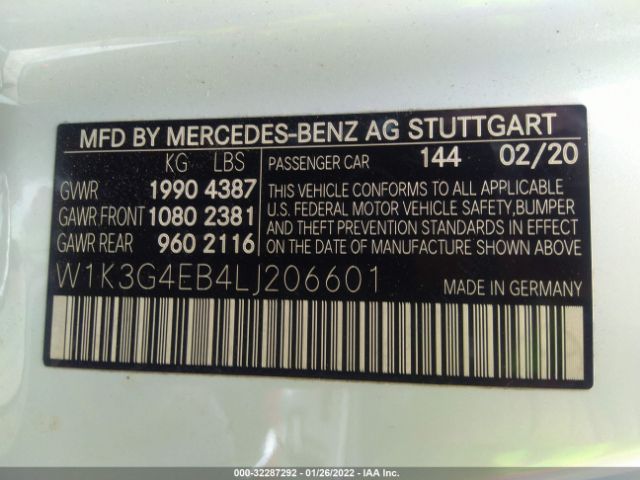 MFD BY MERCEDES-BENZ AG STUTTGART
KG LBS
PASSENGER CAR 144 02/20
GVWR 1990 4387
GAWR FRONT 1080 2381
GAWR REAR 960 2116
THIS VEHICLE CONFORMS TO ALL APPLICABLE
U.S. FEDERAL MOTOR VEHICLE SAFETY,BUMPER
AND THEFT PREVENTION STANDARDS IN EFFECT
ON THE DATE OF MANUFACTURE SHOWN ABOVE
W1K3G4EB4LJ206601
MADE IN GERMANY
000-32287292 - 01/26/2022 - IAA Inc.